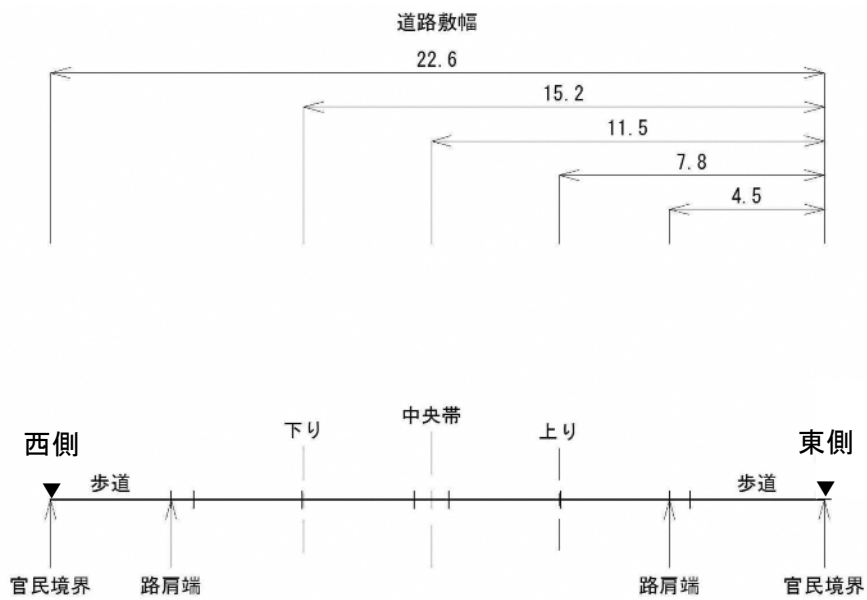 道路敷幅
22.6
15.2
11.5
7.8
4.5
西側
下り
中央帯
上り
東側
歩道
歩道
官民境界
路肩端
路肩端
官民境界